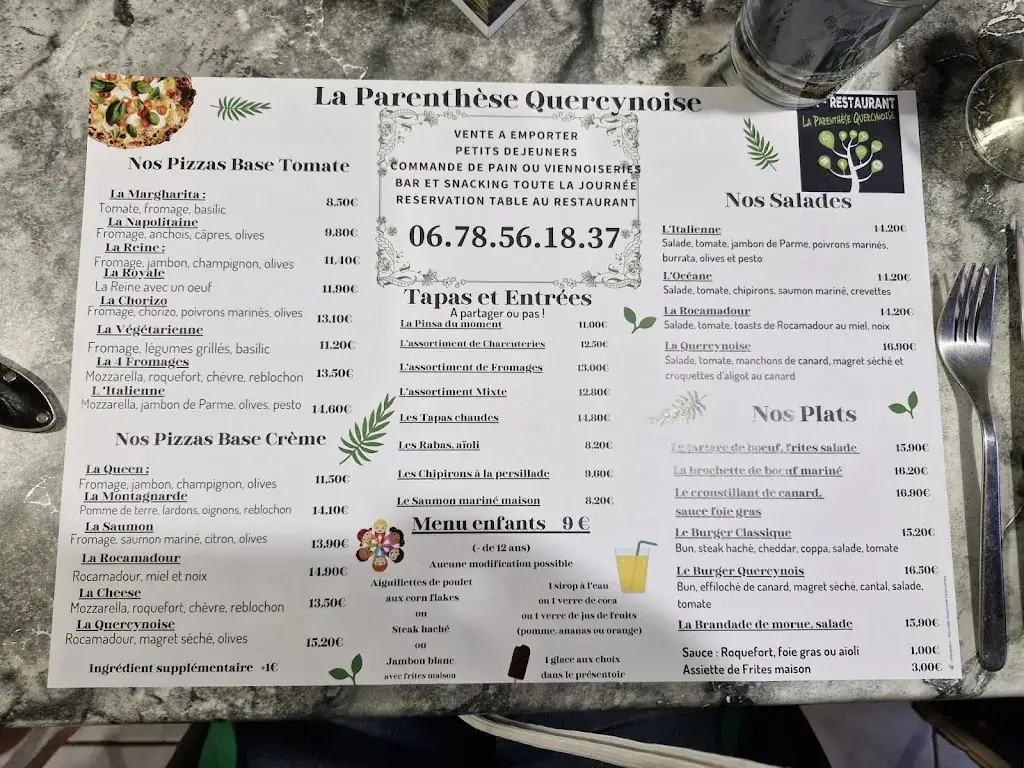 La Parenthèse Quercynoise
RESTAURANT
LA PARENTHÈSE QUERCYNOISE
VENTE A EMPORTER
PETITS DEJEUNERS
COMMANDE DE PAIN OU VIENNOISERIES
BAR ET SNACKING TOUTE LA JOURNÉE
RESERVATION TABLE AU RESTAURANT
06.78.56.18.37
Nos Pizzas Base Tomate
La Margharita :
Tomate, fromage, basilic 8.50€
La Napolitaine
Fromage, anchois, câpres, olives 9.80€
La Reine :
Fromage, jambon, champignon, olives 11,40€
La Royale
La Reine avec un oeuf 11.90€
La Chorizo
Fromage, chorizo, poivrons marinés, olives 13,10€
La Végétarienne
Fromage, légumes grillés, basilic 11,20€
La 4 Fromages
Mozzarella, roquefort, chèvre, reblochon 13,50€
L'Italienne
Mozzarella, jambon de Parme, olives, pesto 14,60€
Nos Pizzas Base Crème
La Queen :
Fromage, jambon, champignon, olives 11,50€
La Montagnarde
Pomme de terre, lardons, oignons, reblochon 14,10€
La Saumon
Fromage, saumon mariné, citron, olives 13,90€
La Rocamadour
Rocamadour, miel et noix 14,90€
La Cheese
Mozzarella, roquefort, chèvre, reblochon 13,50€
La Quercynoise
Rocamadour, magret séché, olives 15,20€
Ingrédient supplémentaire +1€
Tapas et Entrées
A partager ou pas !
La Pinsa du moment 11.00€
L'assortiment de Charcuteries 12.50€
L'assortiment de Fromages 13,00€
L'assortiment Mixte 12.80€
Les Tapas chaudes 14,80€
Les Rabas, aïoli 8.20€
Les Chipirons à la persillade 9.60€
Le Saumon mariné maison 8,20€
Menu enfants 9 €
(- de 12 ans)
Aucune modification possible
Aiguillettes de poulet
aux corn flakes
ou
Steak haché
ou
Jambon blanc
avec frites maison
1 sirop à l'eau
ou 1 verre de coca
ou 1 verre de jus de fruits
(pomme, ananas ou orange)
1 glace aux choix
dans le présentoir
Nos Salades
L'Italienne 14.20€
Salade, tomate, jambon de Parme, poivrons marinés,
burrata, olives et pesto
L'Océane 14.20€
Salade, tomate, chipirons, saumon mariné, crevettes
La Rocamadour 14.20€
Salade, tomate, toasts de Rocamadour au miel, noix
La Quercynoise 16.90€
Salade, tomate, manchons de canard, magret séché et
croquettes d'aligot au canard
Nos Plats
Le tartare de boeuf, frites salade 15.90€
La brochette de boeuf mariné 16.20€
Le croustillant de canard, 16,90€
sauce foie gras
Le Burger Classique 15,20€
Bun, steak haché, cheddar, coppa, salade, tomate
Le Burger Quercynois 16.50€
Bun, effiloché de canard, magret séché, cantal, salade,
tomate
La Brandade de morue, salade 15.90€
Sauce : Roquefort, foie gras ou aïoli 1.00€
Assiette de Frites maison 3,00€